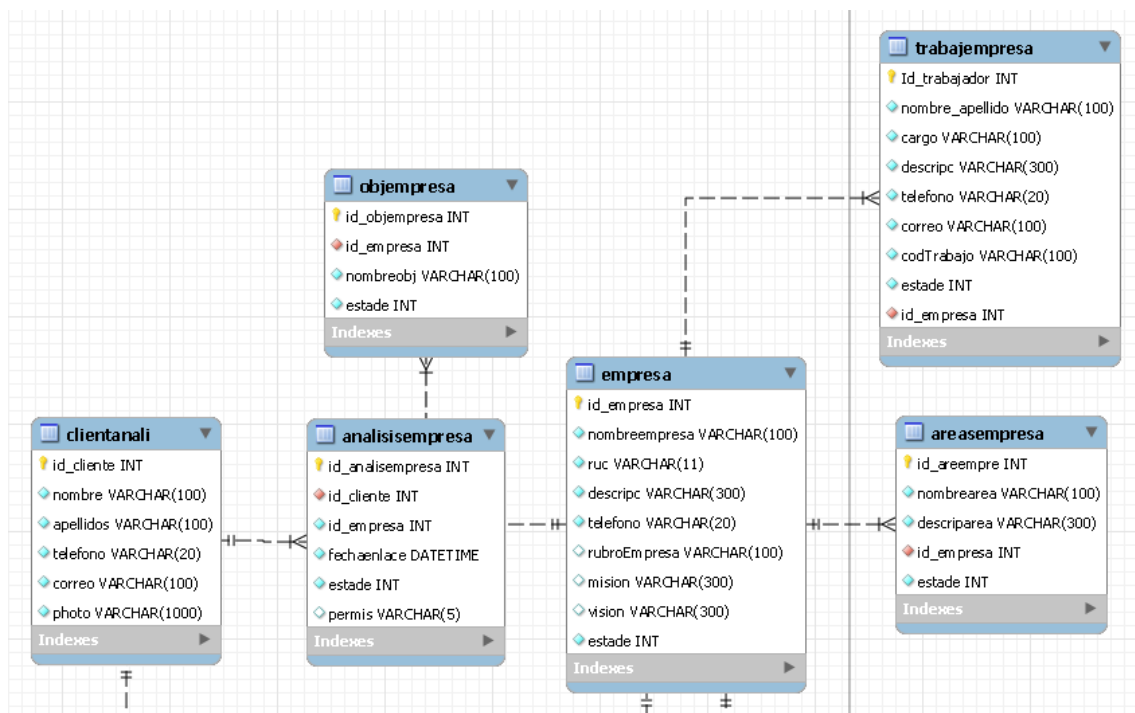 trabajempresa
Id_trabajador INT
nombre_apellido VARCHAR(100)
cargo VARCHAR(100)
descripc VARCHAR(300)
telefono VARCHAR(20)
correo VARCHAR(100)
codTrabajo VARCHAR(100)
estade INT
id_empresa INT
Indexes
objempresa
id_objempresa INT
id_empresa INT
nombreobj VARCHAR(100)
estade INT
Indexes
clientanali
id_cliente INT
nombre VARCHAR(100)
apellidos VARCHAR(100)
telefono VARCHAR(20)
correo VARCHAR(100)
photo VARCHAR(1000)
Indexes
analisisempresa
id_analisempresa INT
id_cliente INT
id_empresa INT
fechaenlace DATETIME
estade INT
permis VARCHAR(5)
Indexes
empresa
id_empresa INT
nombreempresa VARCHAR(100)
ruc VARCHAR(11)
descripc VARCHAR(300)
telefono VARCHAR(20)
rubroEmpresa VARCHAR(100)
mision VARCHAR(300)
vision VARCHAR(300)
estade INT
Indexes
areasempresa
id_areempre INT
nombrearea VARCHAR(100)
descriparea VARCHAR(300)
id_empresa INT
estade INT
Indexes